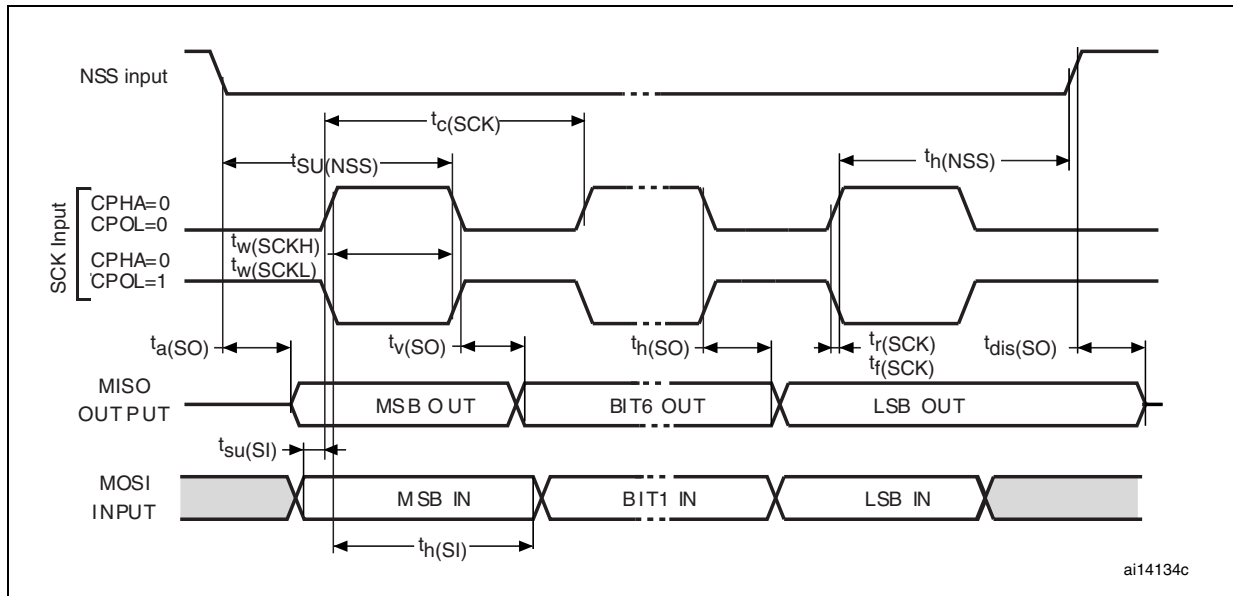 NSS input
tc(SCK)
tSU(NSS)
th(NSS)
SCK Input
CPHA=0
CPOL=0
tw(SCKH)
CPHA=0
tw(SCKL)
CPOL=1
ta(SO)
tv(SO)
th(SO)
tr(SCK)
tf(SCK)
tdis(SO)
MISO
OUTPUT
MSB OUT
BIT6 OUT
LSB OUT
tsu(SI)
MOSI
INPUT
MSB IN
BIT1 IN
LSB IN
th(SI)
ai14134c